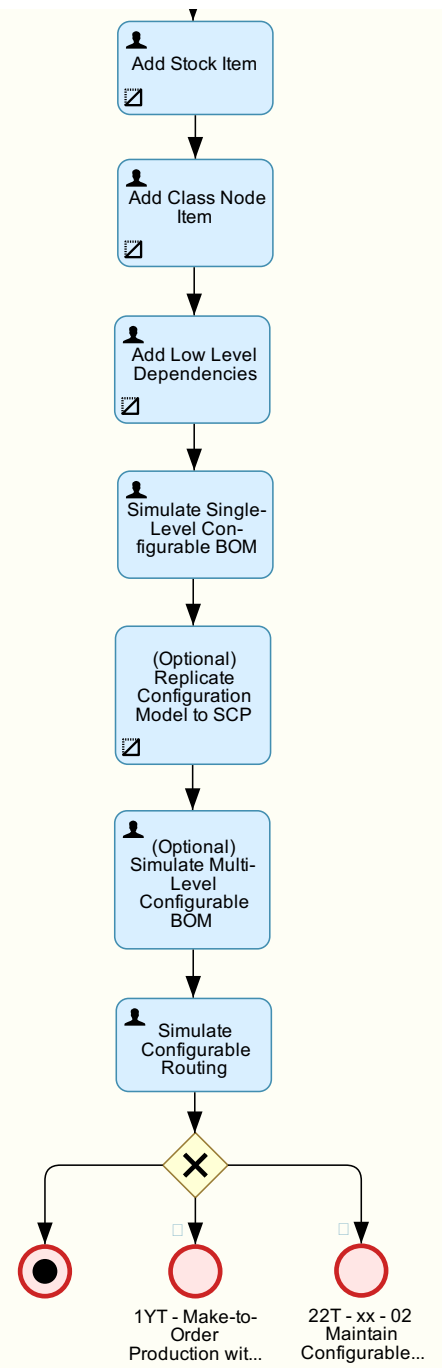 Add Stock Item
Add Class Node
Item
Add Low Level
Dependencies
Simulate Single-
Level Con-
figurable BOM
(Optional)
Replicate
Configuration
Model to SCP
(Optional)
Simulate Multi-
Level
Configurable
BOM
Simulate
Configurable
Routing
1YT - Make-to-
Order
Production wit...
22T - xx - 02
Maintain
Configurable...